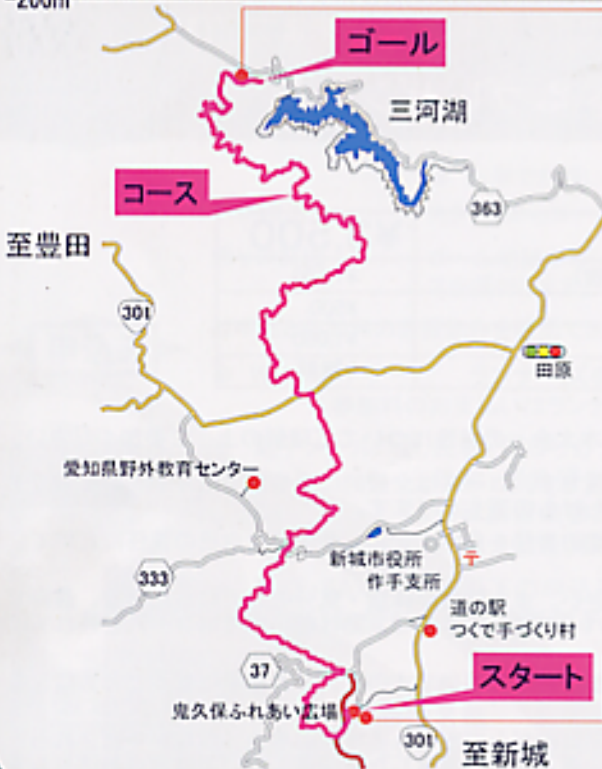 200m
ゴール
三河湖
コース
363
至豊田
301
田原
愛知県野外教育センター
新城市役所
作手支所
〒
333
道の駅
つくで手づくり村
37
スタート
鬼久保ふれあい広場
301
至新城